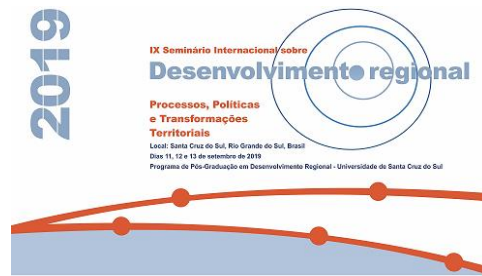 2019
IX Seminário Internacional sobre
Desenvolvimento regional
Processos, Políticas
e Transformações
Territoriais
Local: Santa Cruz do Sul, Rio Grande do Sul, Brasil
Dias 11, 12 e 13 de setembro de 2019
Programa de Pós-Graduação em Desenvolvimento Regional - Universidade de Santa Cruz do Sul